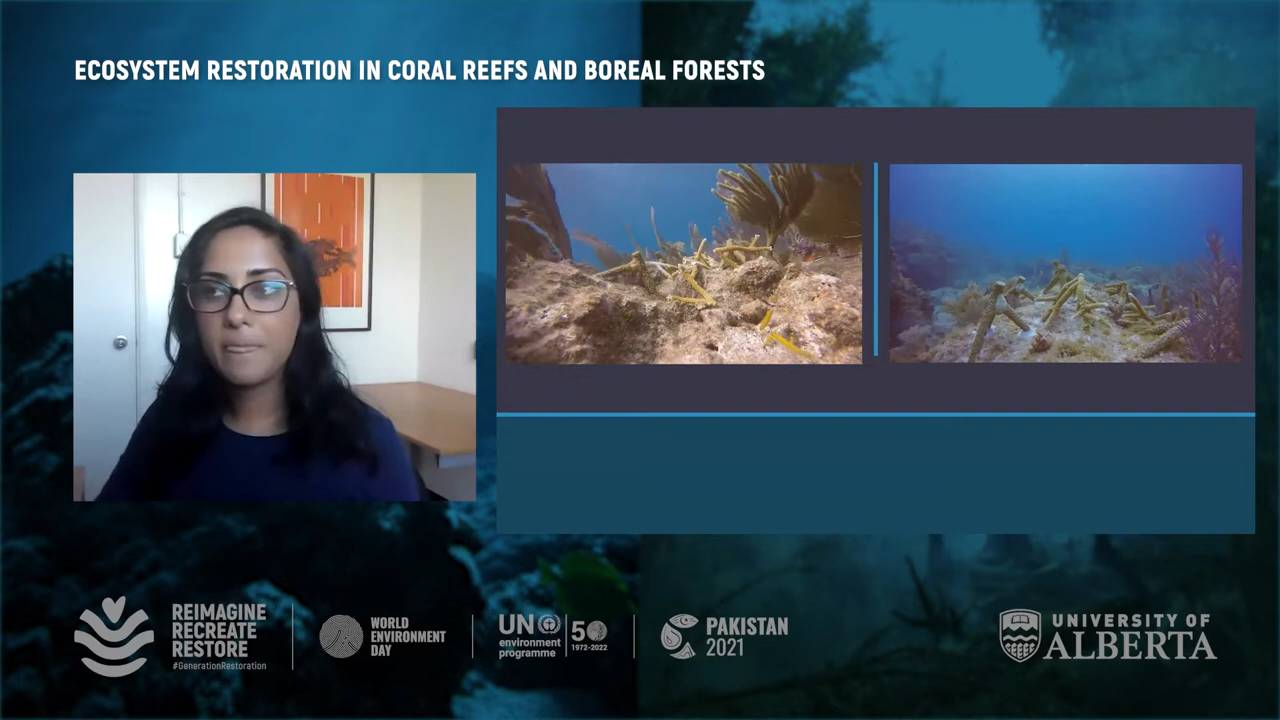 ECOSYSTEM RESTORATION IN CORAL REEFS AND BOREAL FORESTS
REIMAGINE
RECREATE
RESTORE
#GenerationRestoration
WORLD
ENVIRONMENT
DAY
UN
environment
programme
50
1972-2022
PAKISTAN
2021
UNIVERSITY OF
ALBERTA